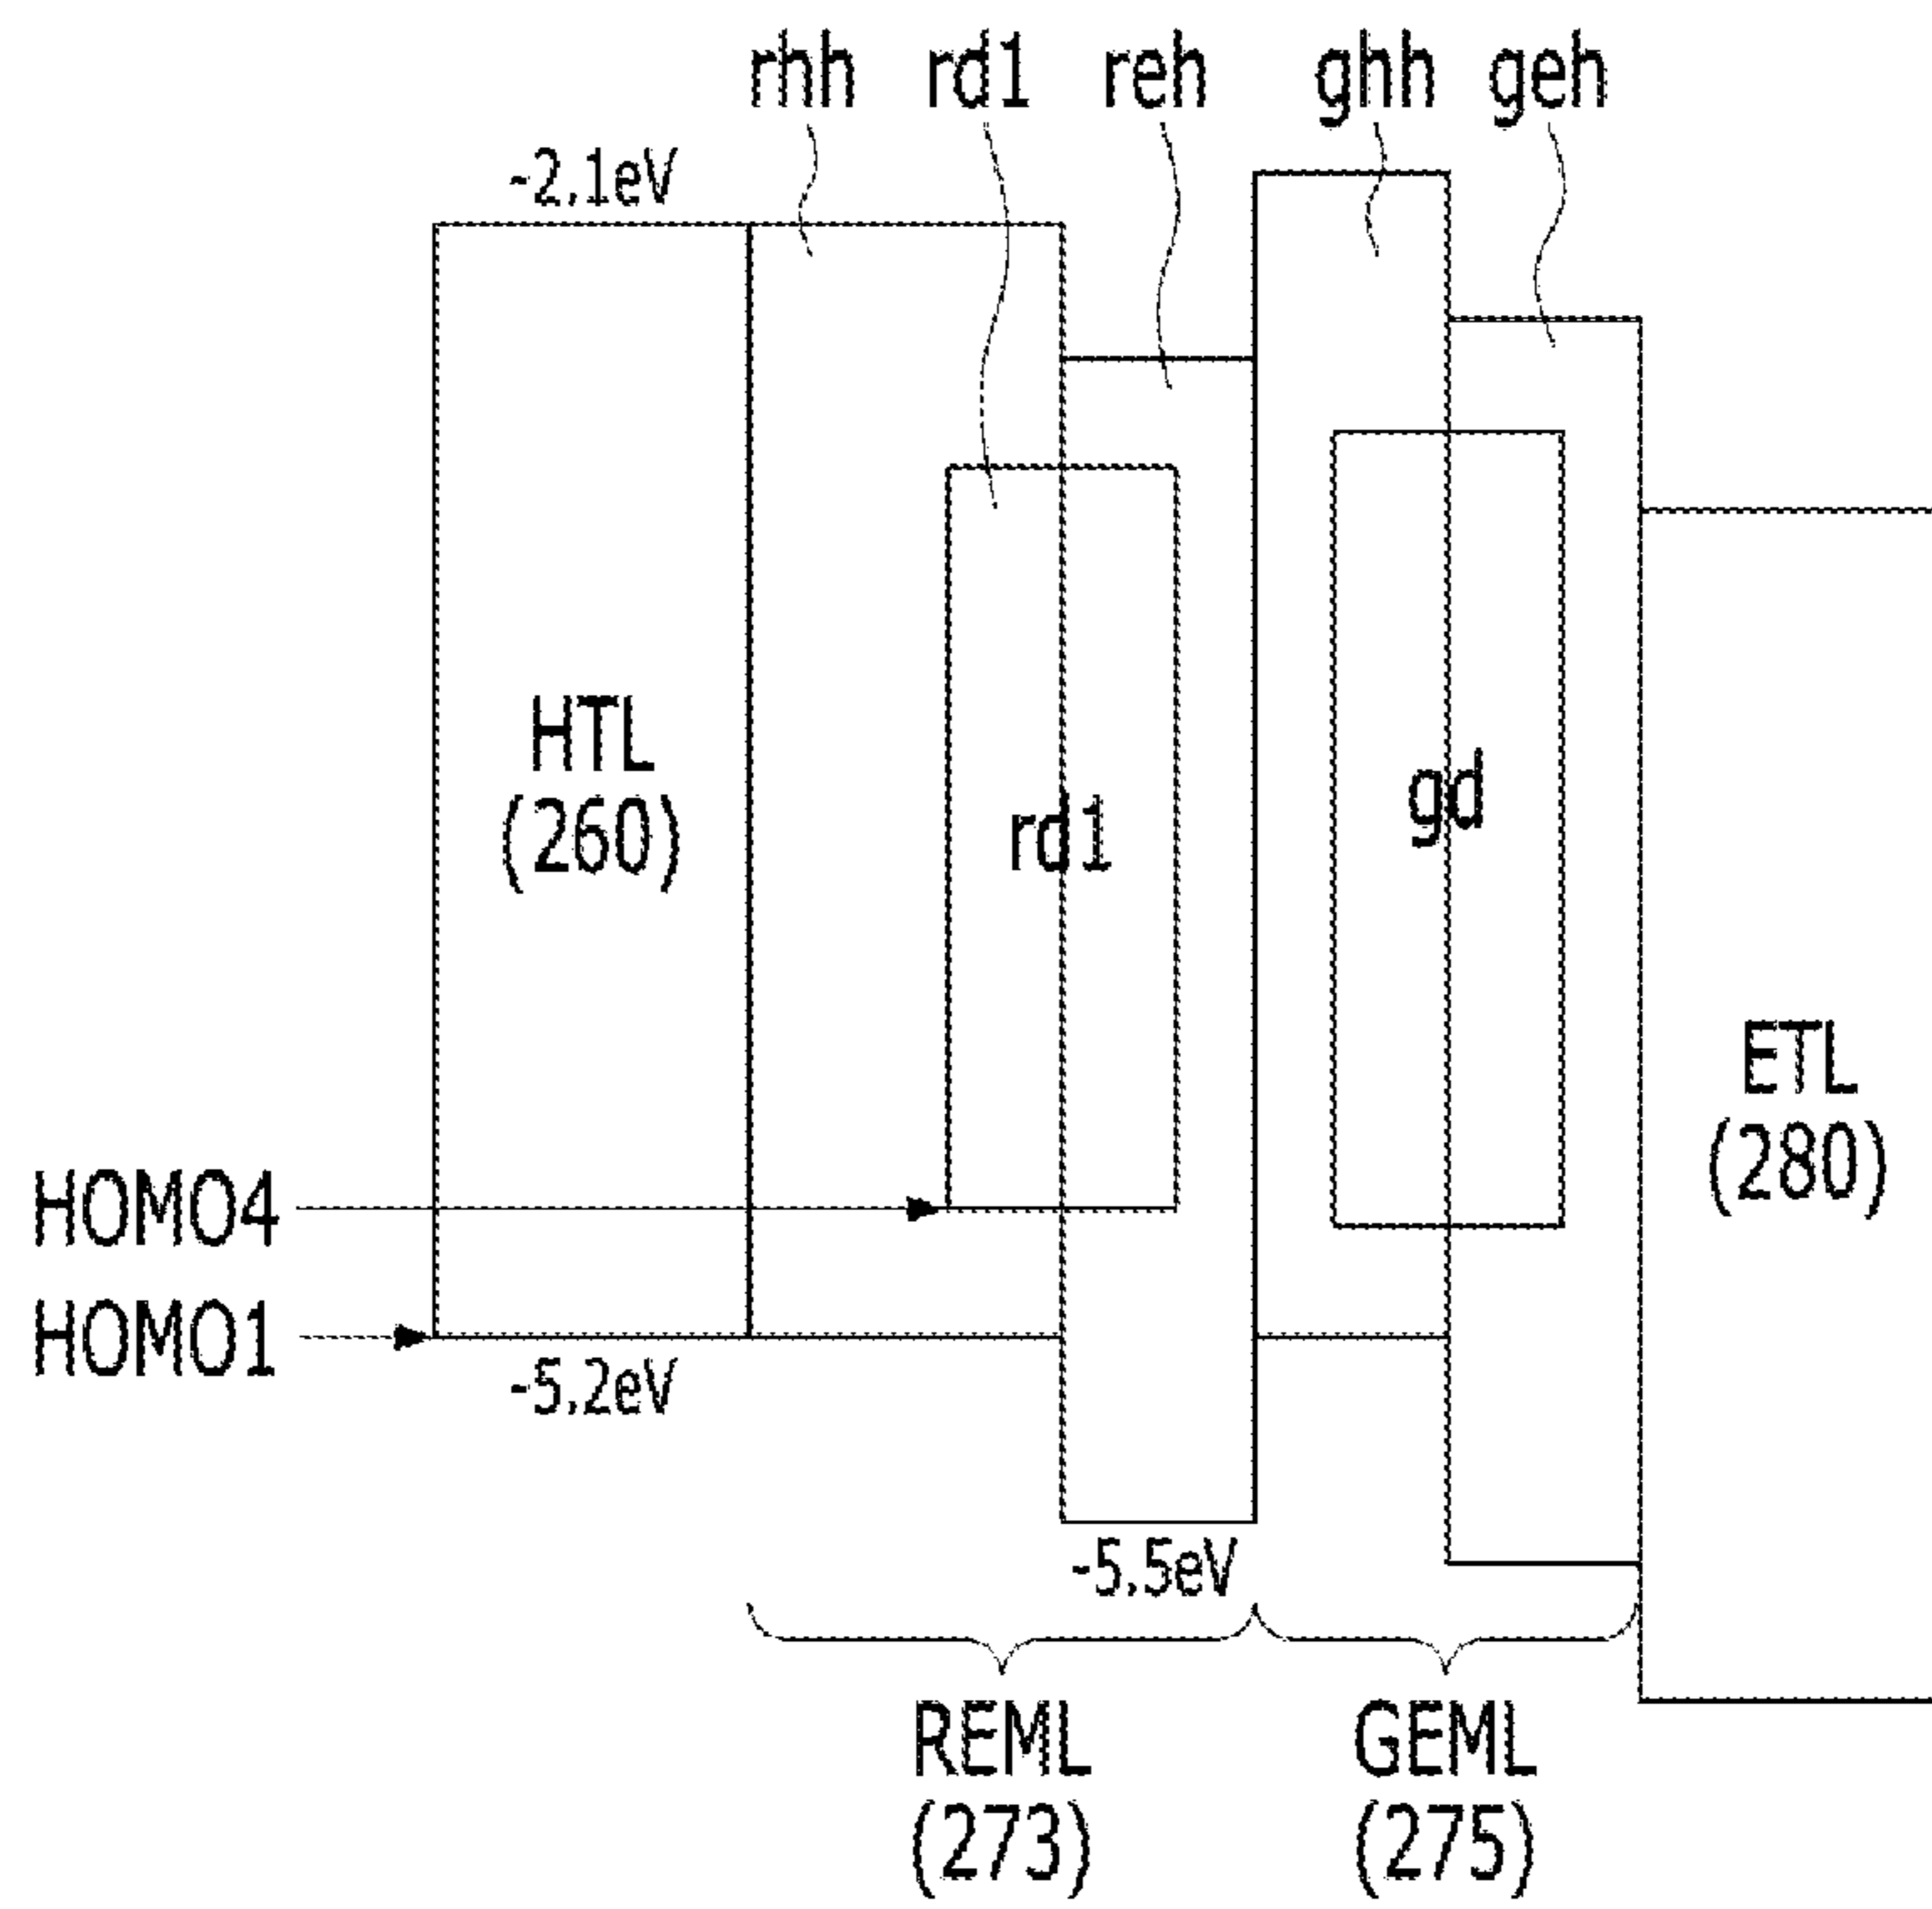 rhh rd1 reh ghh geh
-2.1eV
HTL
(260)
rd1
gd
ETL
(280)
HOMO4
HOMO1
-5.2eV
-5.5eV
REML
(273)
GEML
(275)